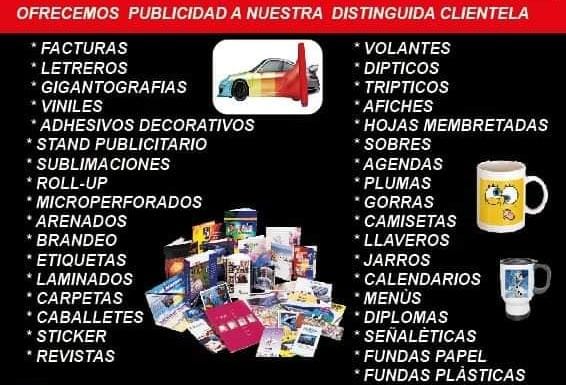 OFRECEMOS PUBLICIDAD A NUESTRA DISTINGUIDA CLIENTELA
* FACTURAS
* LETREROS
* GIGANTOGRAFIAS
* VINILES
* ADHESIVOS DECORATIVOS
* STAND PUBLICITARIO
* SUBLIMACIONES
* ROLL-UP
* MICROPERFORADOS
* ARENADOS
* BRANDEO
* ETIQUETAS
* LAMINADOS
* CARPETAS
* CABALLETES
* STICKER
* REVISTAS
* VOLANTES
* DIPTICOS
* TRIPTICOS
* AFICHES
* HOJAS MEMBRETADAS
* SOBRES
* AGENDAS
* PLUMAS
* GORRAS
* CAMISETAS
* LLAVEROS
* JARROS
* CALENDARIOS
* MENÙS
* DIPLOMAS
* SEÑALÈTICAS
* FUNDAS PAPEL
* FUNDAS PLÀSTICAS